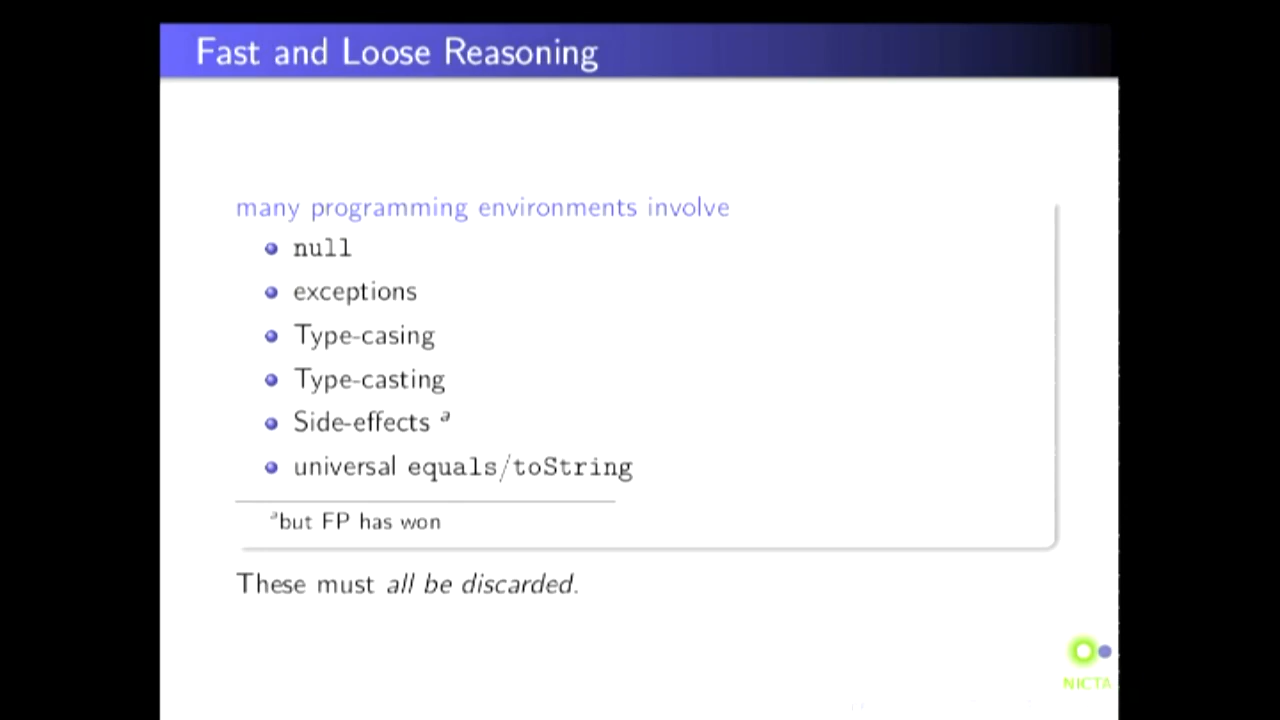 Fast and Loose Reasoning
many programming environments involve
null
exceptions
Type-casing
Type-casting
Side-effects a
universal equals/toString
a but FP has won
These must all be discarded.
NICTA